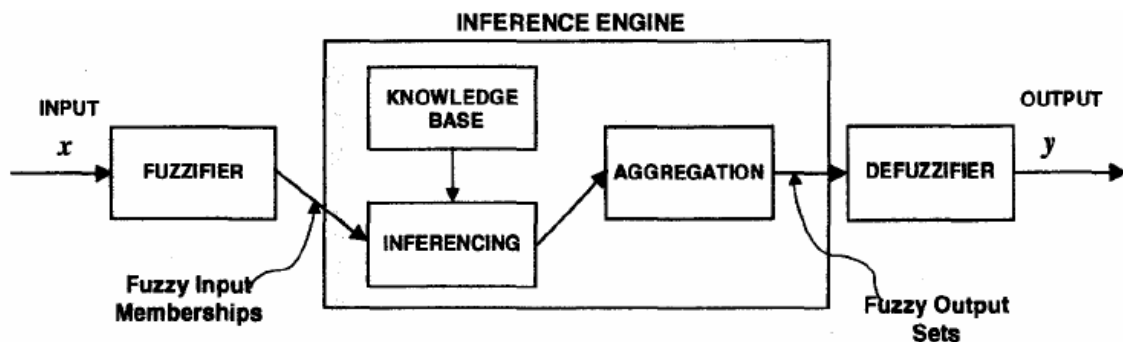 INFERENCE ENGINE
INPUT
x
FUZZIFIER
KNOWLEDGE
BASE
INFERENCING
AGGREGATION
DEFUZZIFIER
OUTPUT
y
Fuzzy Input
Memberships
Fuzzy Output
Sets